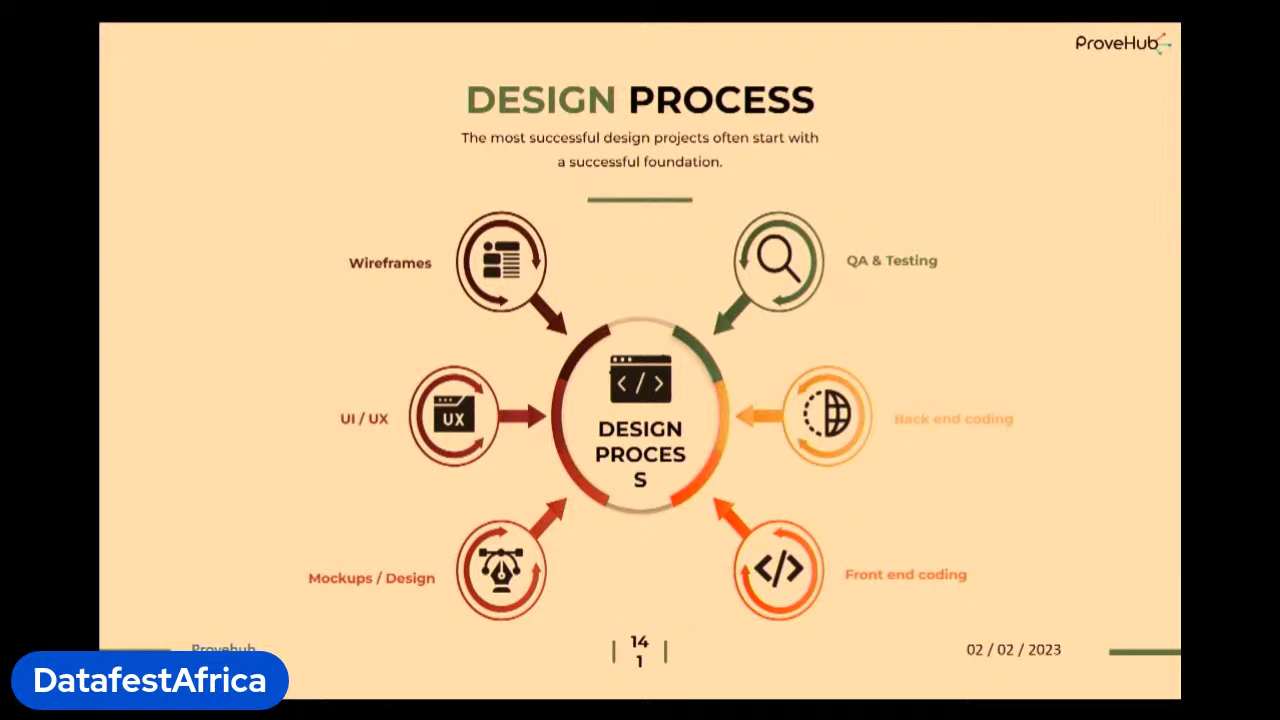 ProveHub
DESIGN PROCESS
The most successful design projects often start with
a successful foundation.
Wireframes
QA & Testing
UX
</>
DESIGN
PROCES
S
UI / UX
Back end coding
Mockups / Design
</>
Front end coding
Provehub
14
1
02 / 02 / 2023
DatafestAfrica